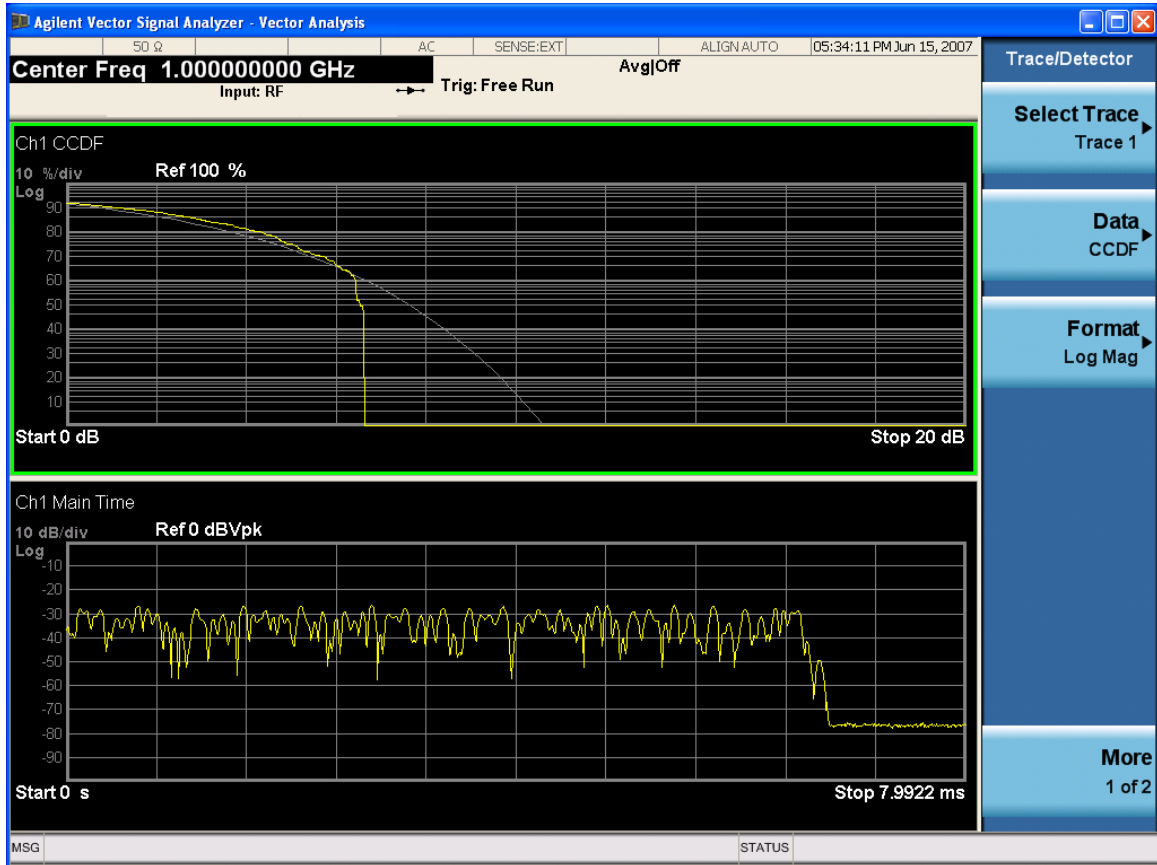 Agilent Vector Signal Analyzer - Vector Analysis
50 Ω AC SENSE:EXT ALIGN AUTO 05:34:11 PM Jun 15, 2007
Center Freq 1.000000000 GHz
Input: RF
Trig: Free Run
Avg|Off
Trace/Detector
Select Trace
Trace 1
Data
CCDF
Format
Log Mag
More
1 of 2
Ch1 CCDF
10 %/div
Ref 100 %
Log
90
80
70
60
50
40
30
20
10
Start 0 dB
Stop 20 dB
Ch1 Main Time
10 dB/div
Ref 0 dBVpk
Log
-10
-20
-30
-40
-50
-60
-70
-80
-90
Start 0 s
Stop 7.9922 ms
MSG
STATUS